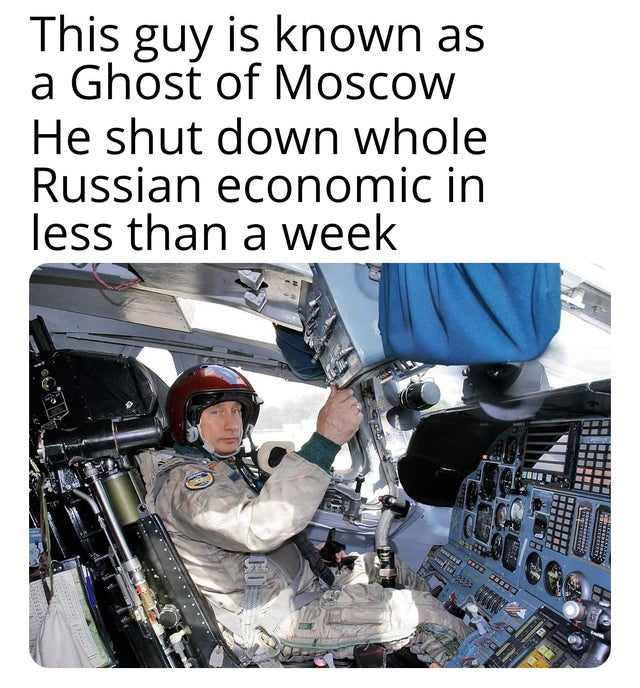 This guy is known as
a Ghost of Moscow
He shut down whole
Russian economic in
less than a week